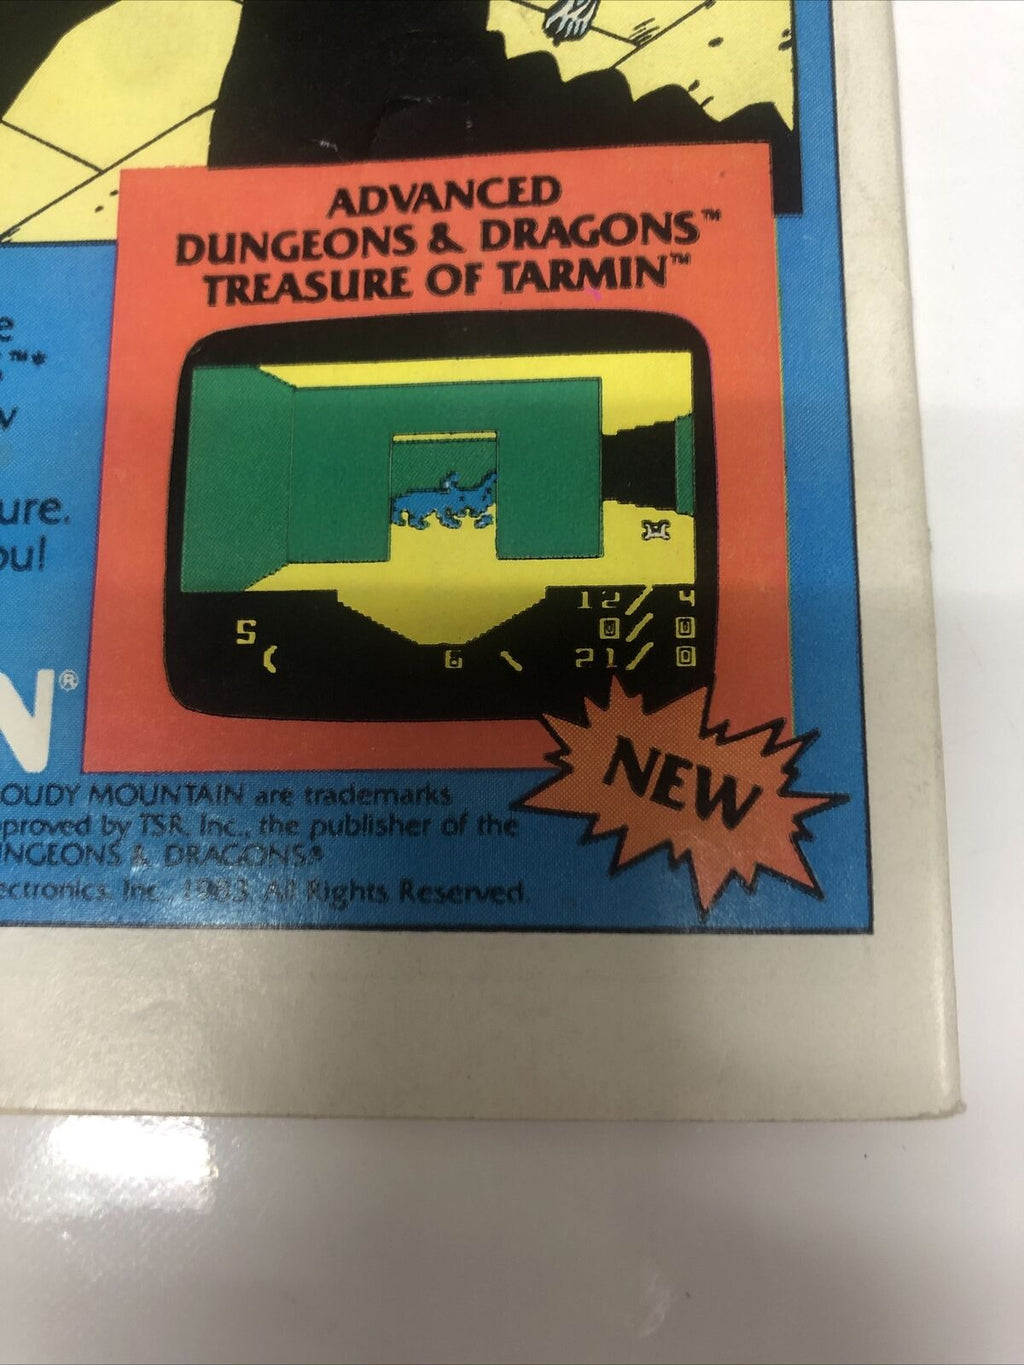 ADVANCED
DUNGEONS & DRAGONS™
TREASURE OF TARMIN™
e
™*
w
ure.
ou!
12/ 4
0/ 0
S
( 6 \ 21/ 0
N®
NEW
OUDY MOUNTAIN are trademarks
proved by TSR, Inc., the publisher of the
NGEONS & DRAGONS®
ectronics, Inc. 1983. All Rights Reserved.